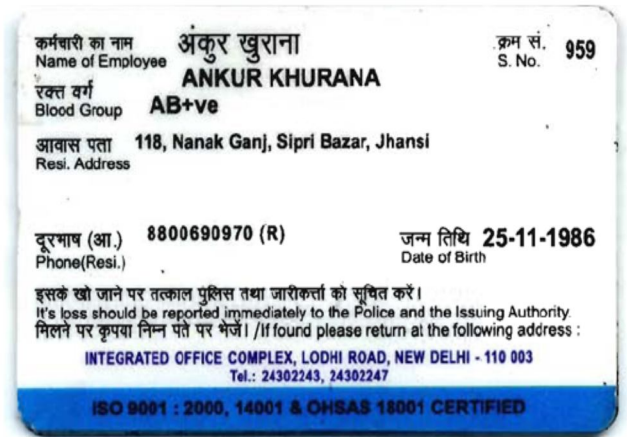 कर्मचारी का नाम अंकुर खुराना क्रम सं. 959
Name of Employee ANKUR KHURANA S. No.
रक्त वर्ग
Blood Group AB+ve
आवास पता 118, Nanak Ganj, Sipri Bazar, Jhansi
Resi. Address
दूरभाष (आ.) 8800690970 (R) जन्म तिथि 25-11-1986
Phone(Resi.) Date of Birth
इसके खो जाने पर तत्काल पुलिस तथा जारीकर्त्ता को सूचित करें।
It's loss should be reported immediately to the Police and the Issuing Authority.
मिलने पर कृपया निम्न पते पर भेजें। /If found please return at the following address :
INTEGRATED OFFICE COMPLEX, LODHI ROAD, NEW DELHI - 110 003
Tel.: 24302243, 24302247
ISO 9001 : 2000, 14001 & OHSAS 18001 CERTIFIED